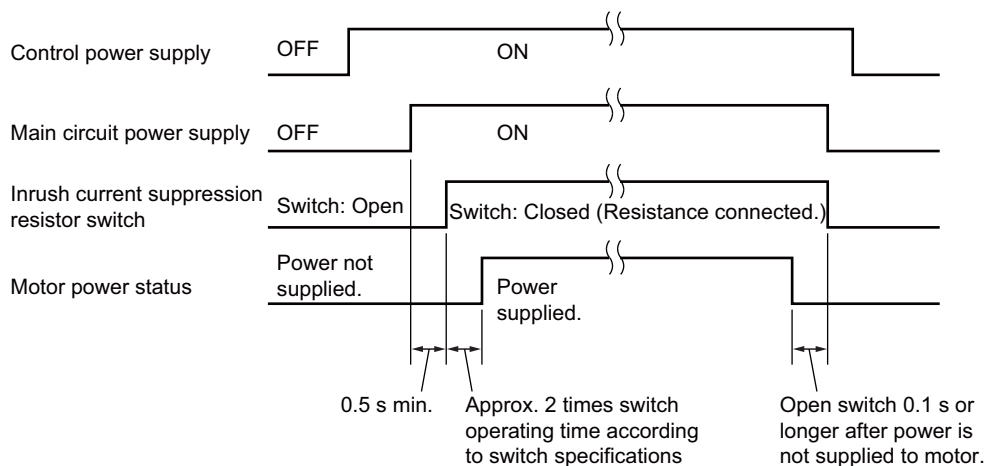 Control power supply
OFF
ON
Main circuit power supply
OFF
ON
Inrush current suppression
resistor switch
Switch: Open
Switch: Closed (Resistance connected.)
Motor power status
Power not
supplied.
Power
supplied.
0.5 s min.
Approx. 2 times switch
operating time according
to switch specifications
Open switch 0.1 s or
longer after power is
not supplied to motor.